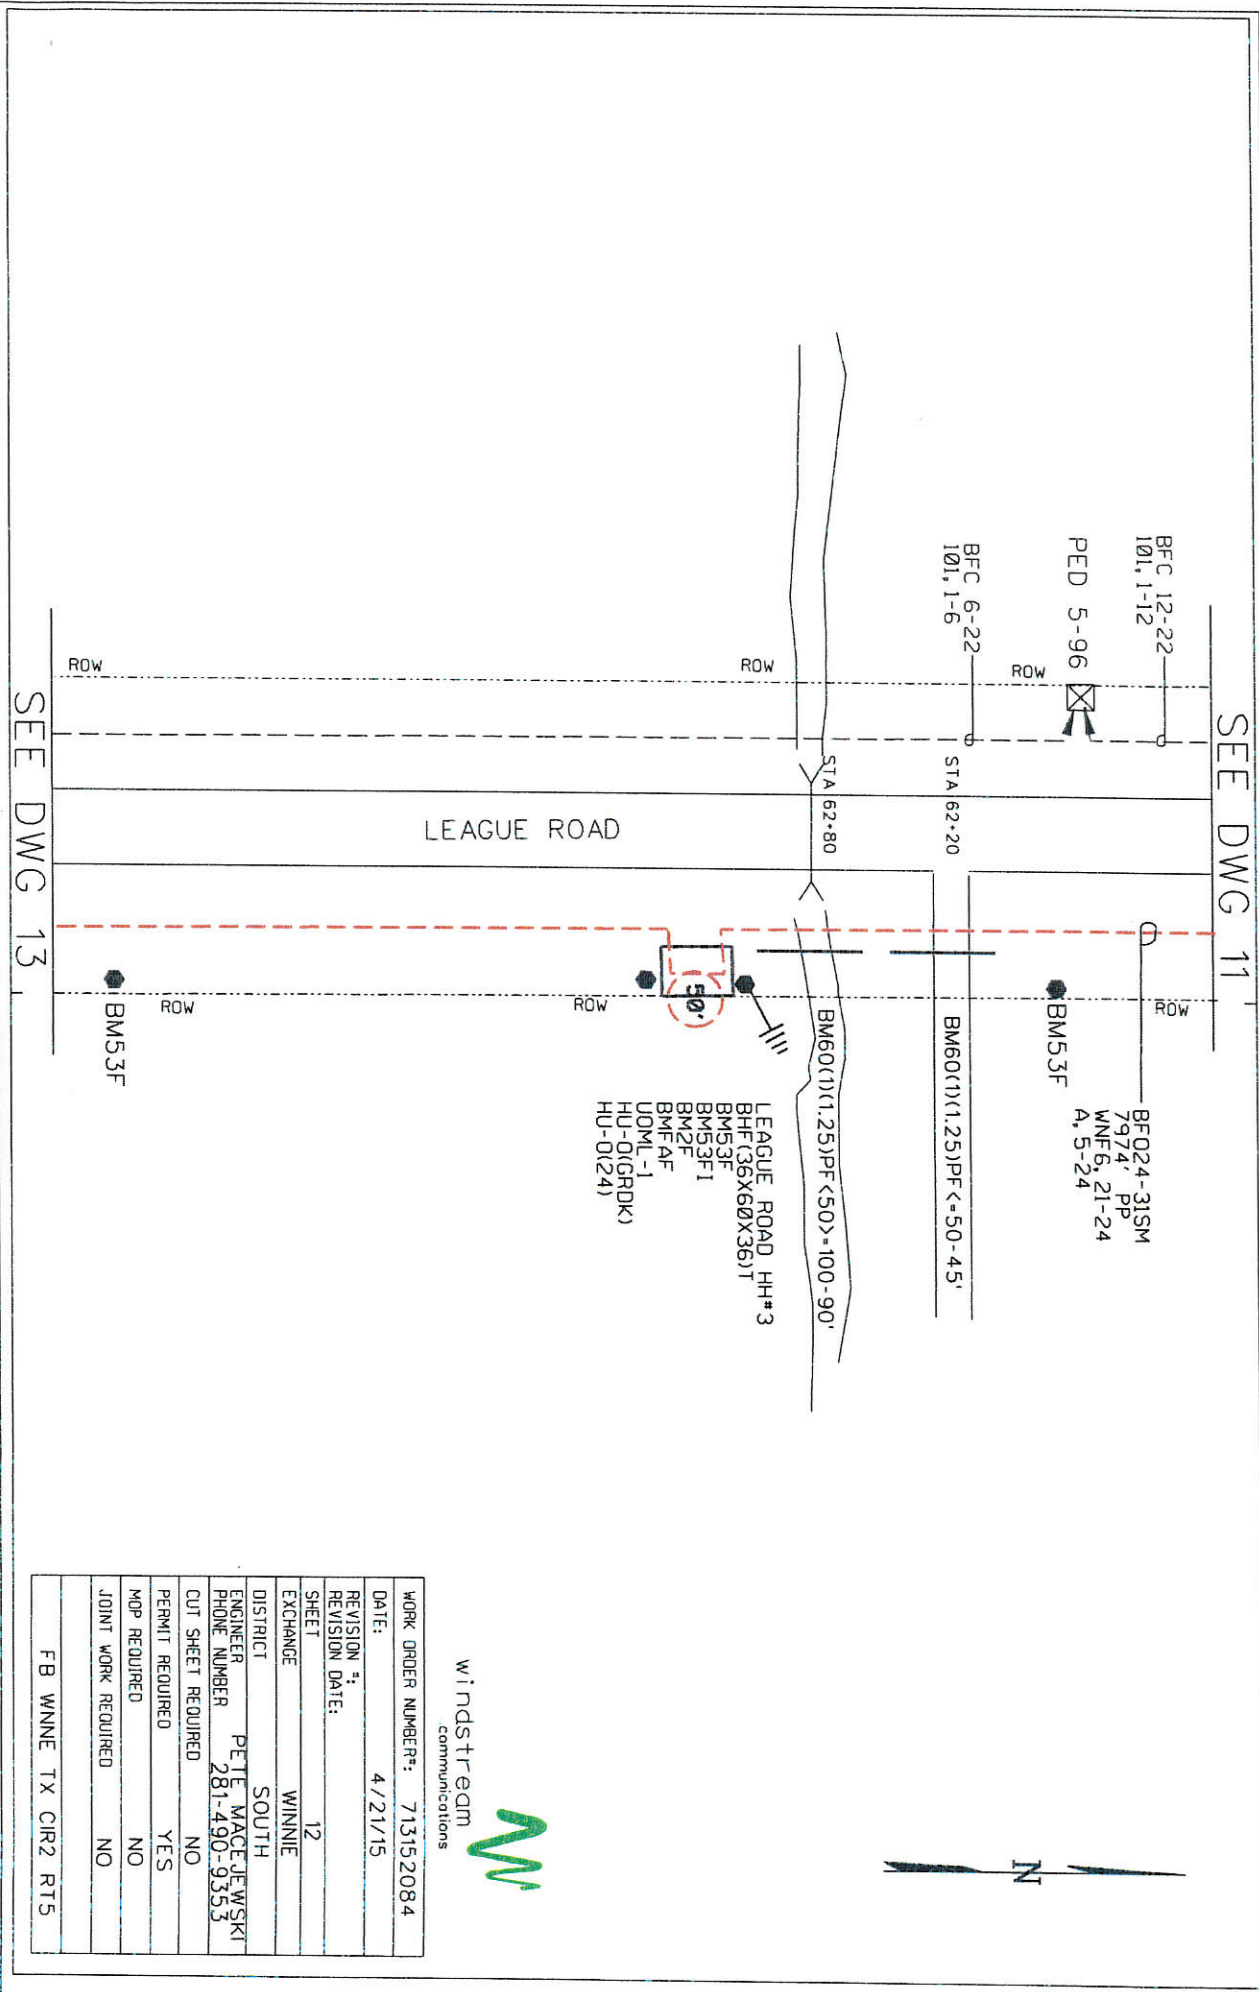 SEE DWG 11
BFC 12-22
101, 1-12
PED 5-96
ROW
BFC 6-22
101, 1-6
STA 62+20
STA 62+80
ROW
ROW
LEAGUE ROAD
ROW
BFO24-31SM
7974' PP
WNF6, 21-24
A, 5-24
BM53F
BM60(1)(1.25)PF<=50-45'
BM60(1)(1.25)PF<50>=100-90'
50'
LEAGUE ROAD HH#3
BHF(36X60X36)T
BM53F
BM53FI
BM2F
BMFAF
UOML-1
HU-O(GRDK)
HU-O(24)
ROW
ROW
BM53F
SEE DWG 13
N
windstream
communications
WORK ORDER NUMBER#: 713152084
DATE: 4/21/15
REVISION #:
REVISION DATE:
SHEET 12
EXCHANGE WINNIE
DISTRICT SOUTH
ENGINEER PETE MACEJEWSKI
PHONE NUMBER 281-490-9353
CUT SHEET REQUIRED NO
PERMIT REQUIRED YES
MOP REQUIRED NO
JOINT WORK REQUIRED NO
FB WNNE TX CIR2 RT5